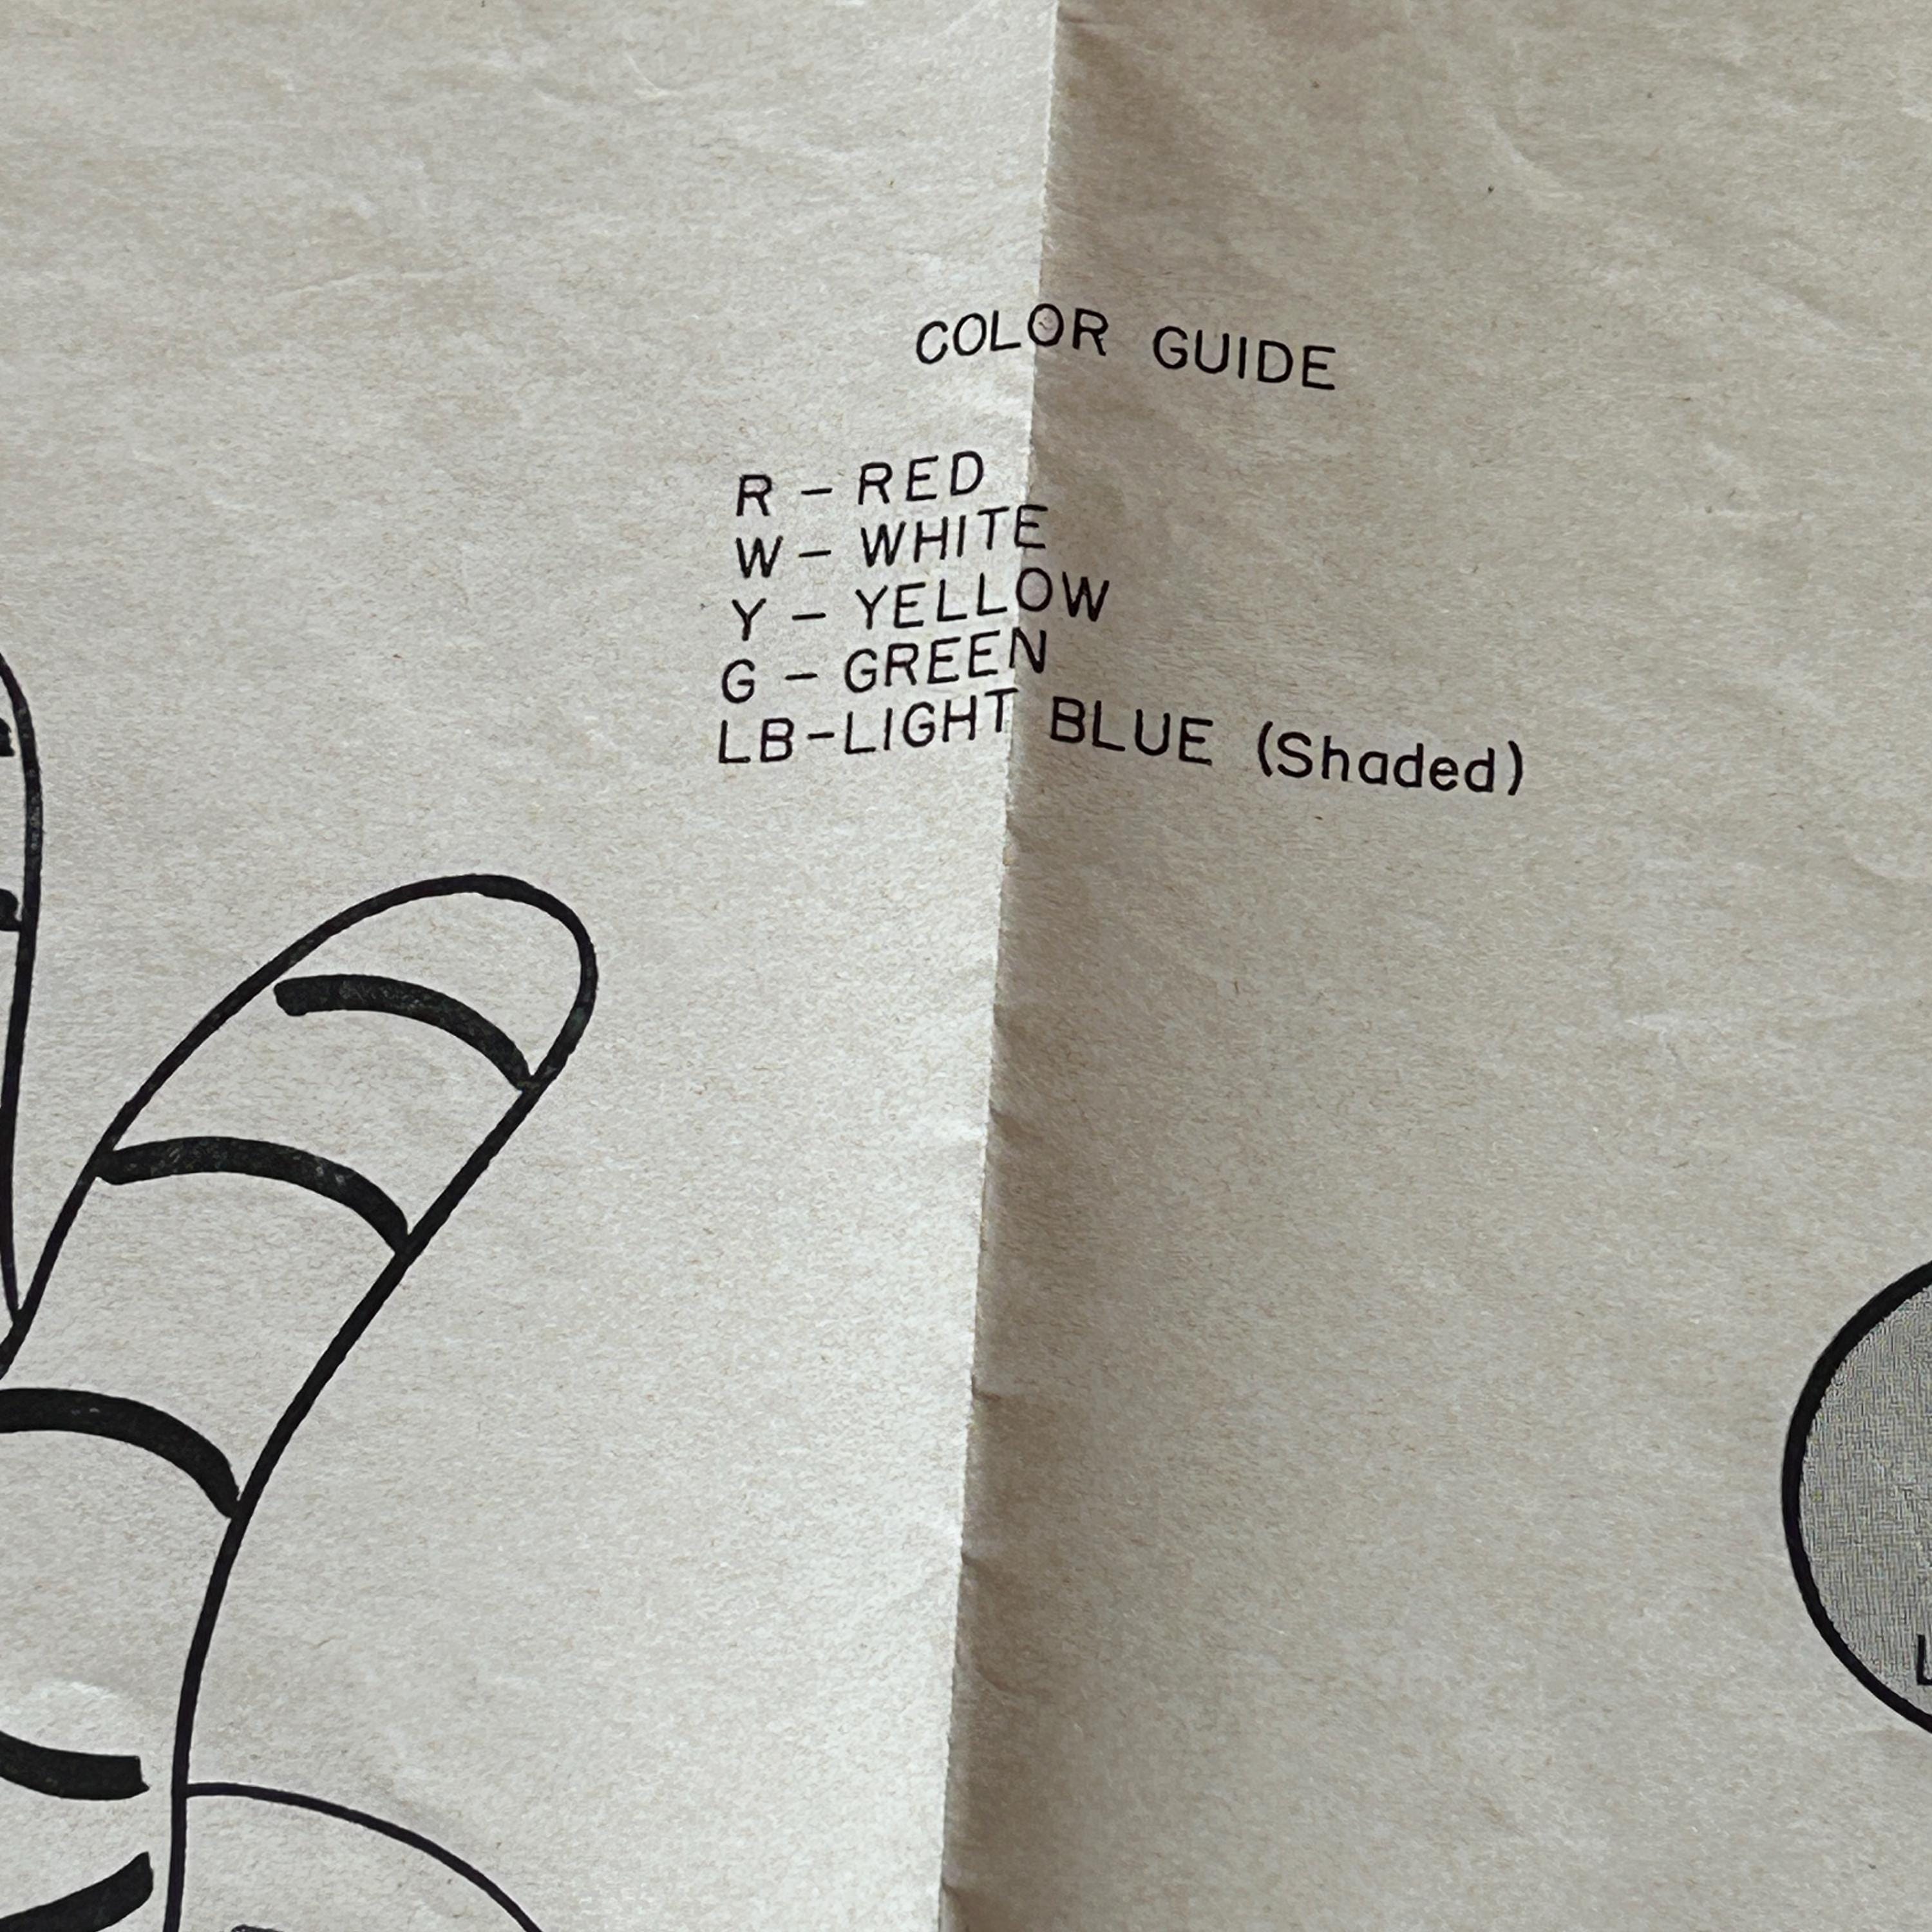 COLOR GUIDE
R - RED
W - WHITE
Y - YELLOW
G - GREEN
LB-LIGHT BLUE (Shaded)
L